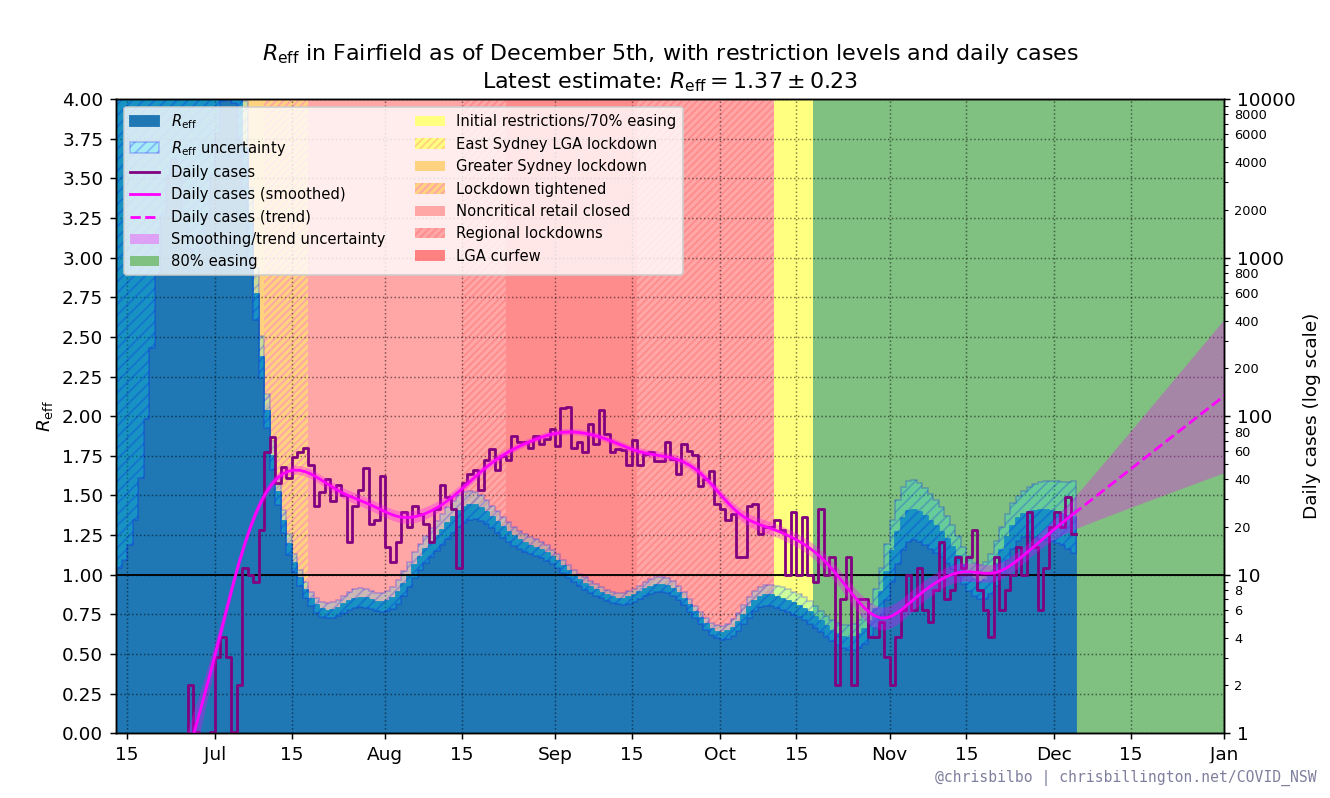 Reff in Fairfield as of December 5th, with restriction levels and daily cases
Latest estimate: Reff = 1.37 ± 0.23
Reff
Reff uncertainty
Daily cases
Daily cases (smoothed)
Daily cases (trend)
Smoothing/trend uncertainty
80% easing
Initial restrictions/70% easing
East Sydney LGA lockdown
Greater Sydney lockdown
Lockdown tightened
Noncritical retail closed
Regional lockdowns
LGA curfew
Reff
4.00
3.75
3.50
3.25
3.00
2.75
2.50
2.25
2.00
1.75
1.50
1.25
1.00
0.75
0.50
0.25
0.00
15 Jul 15 Aug 15 Sep 15 Oct 15 Nov 15 Dec 15 Jan
10000
8000
6000
4000
2000
1000
800
600
400
200
100
80
60
40
20
10
8
6
4
2
1
Daily cases (log scale)
@chrisbilbo | chrisbillington.net/COVID_NSW